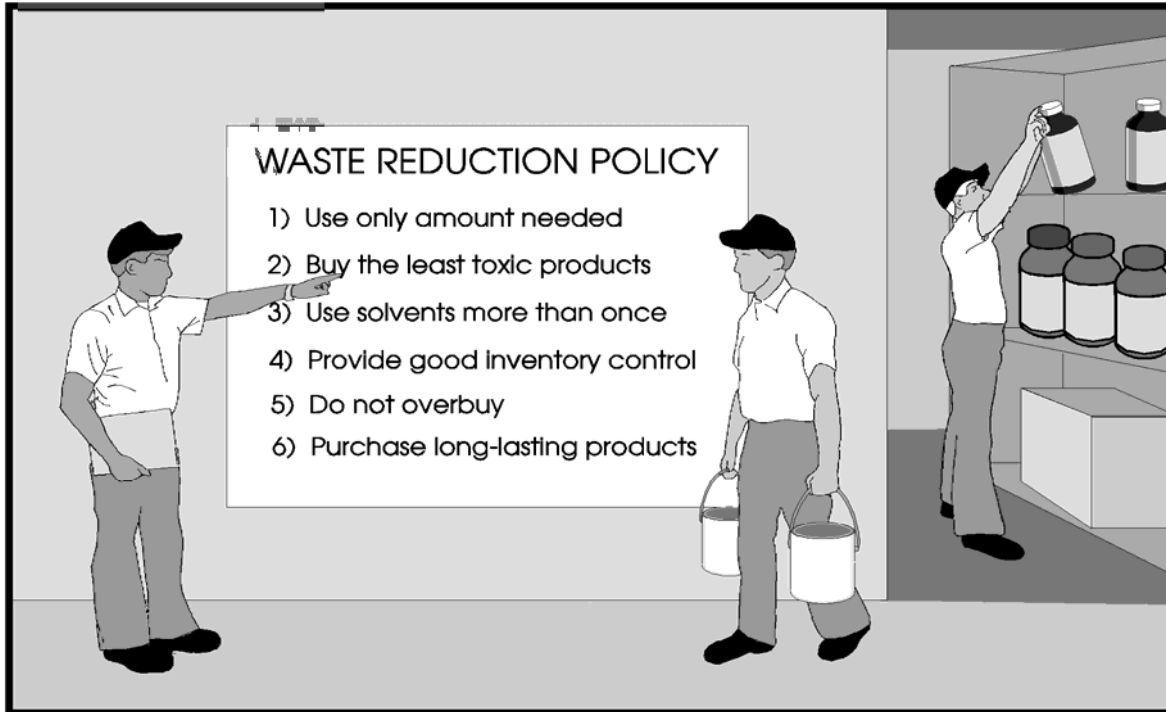 WASTE REDUCTION POLICY
1) Use only amount needed
2) Buy the least toxic products
3) Use solvents more than once
4) Provide good inventory control
5) Do not overbuy
6) Purchase long-lasting products